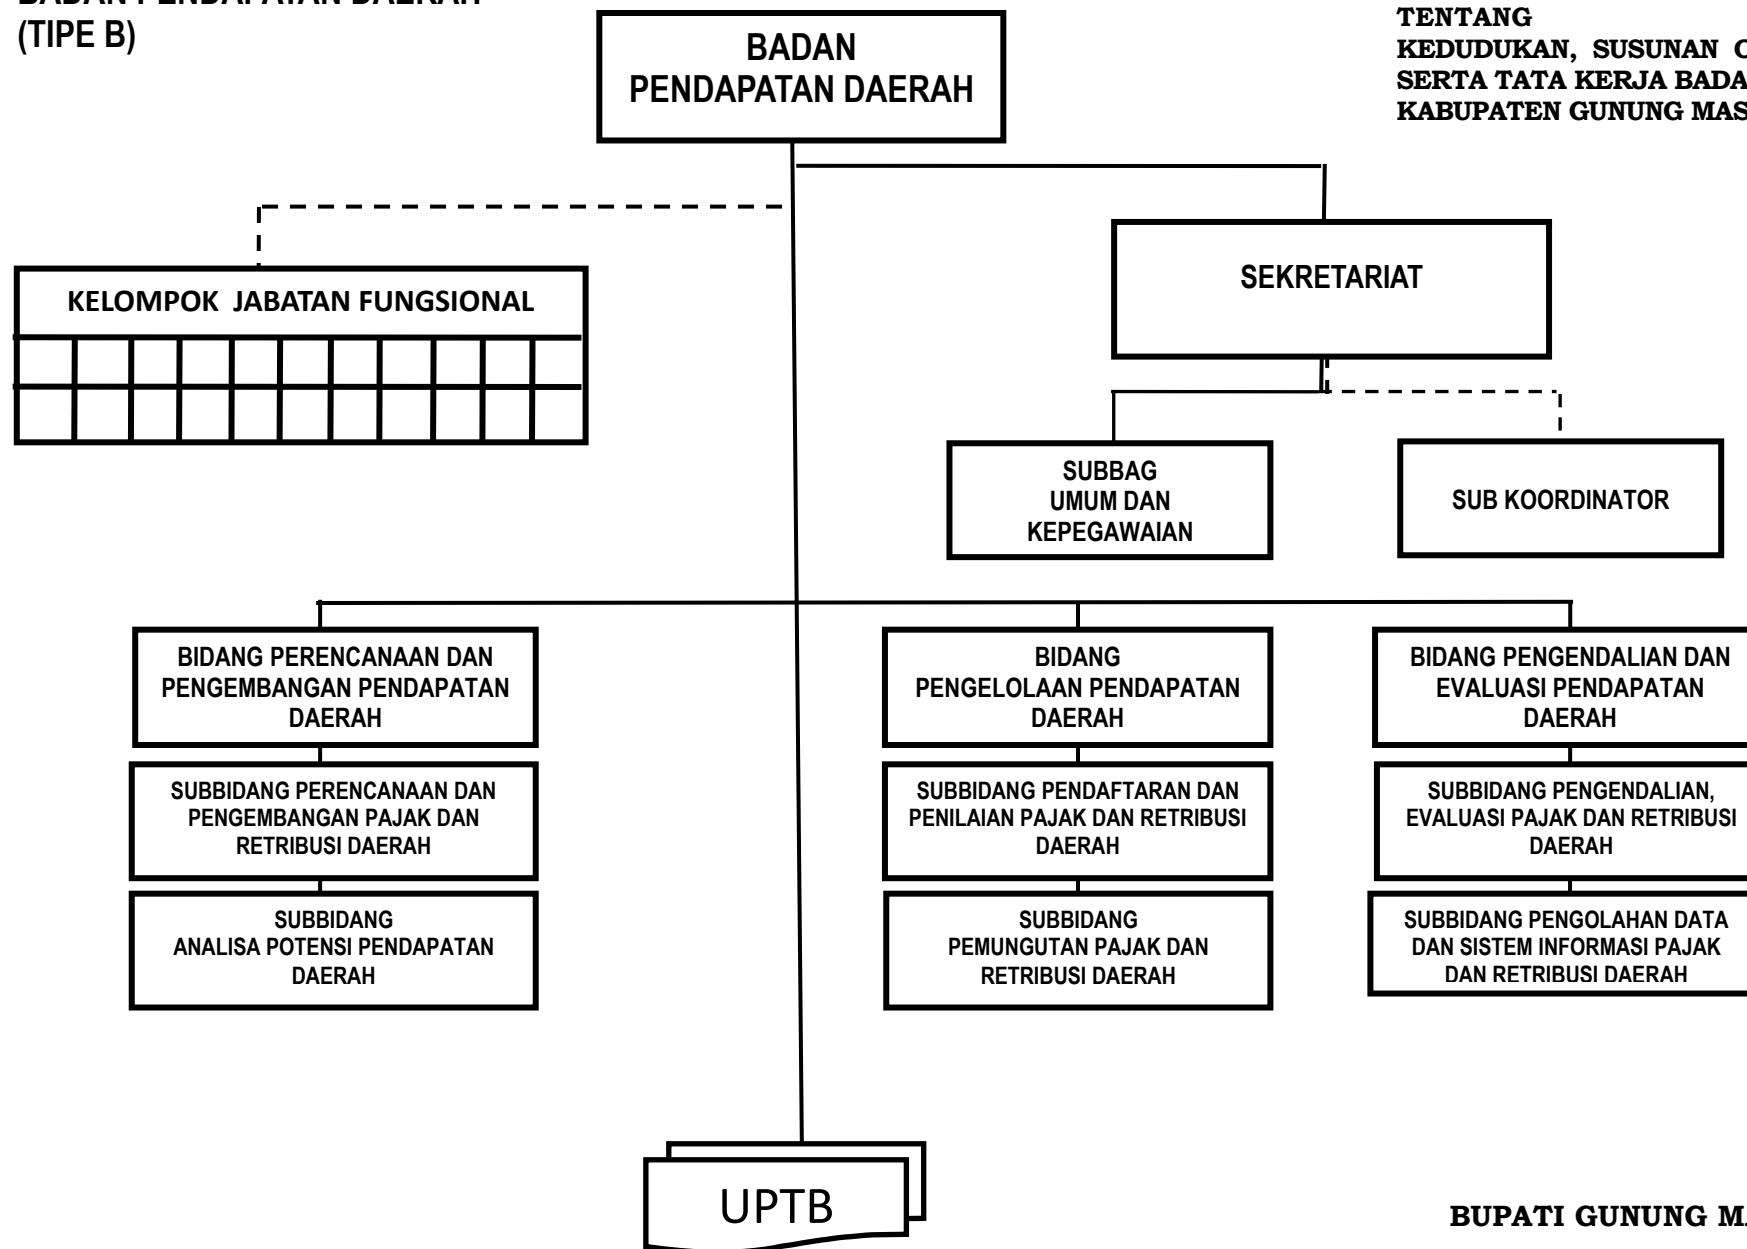 BADAN PENDAPATAN DAERAH
(TIPE B)
TENTANG
KEDUDUKAN, SUSUNAN
SERTA TATA KERJA
KABUPATEN GUNUNG MAS
BADAN
PENDAPATAN DAERAH
KELOMPOK JABATAN FUNGSIONAL
SEKRETARIAT
SUBBAG
UMUM DAN
KEPEGAWAIAN
SUB KOORDINATOR
BIDANG PERENCANAAN DAN
PENGEMBANGAN PENDAPATAN
DAERAH
BIDANG
PENGELOLAAN PENDAPATAN
DAERAH
BIDANG PENGENDALIAN DAN
EVALUASI PENDAPATAN
DAERAH
SUBBIDANG PERENCANAAN DAN
PENGEMBANGAN PAJAK DAN
RETRIBUSI DAERAH
SUBBIDANG PENDAFTARAN DAN
PENILAIAN PAJAK DAN RETRIBUSI
DAERAH
SUBBIDANG PENGENDALIAN,
EVALUASI PAJAK DAN RETRIBUSI
DAERAH
SUBBIDANG
ANALISA POTENSI PENDAPATAN
DAERAH
SUBBIDANG
PEMUNGUTAN PAJAK DAN
RETRIBUSI DAERAH
SUBBIDANG PENGOLAHAN DATA
DAN SISTEM INFORMASI PAJAK
DAN RETRIBUSI DAERAH
UPTB
BUPATI GUNUNG